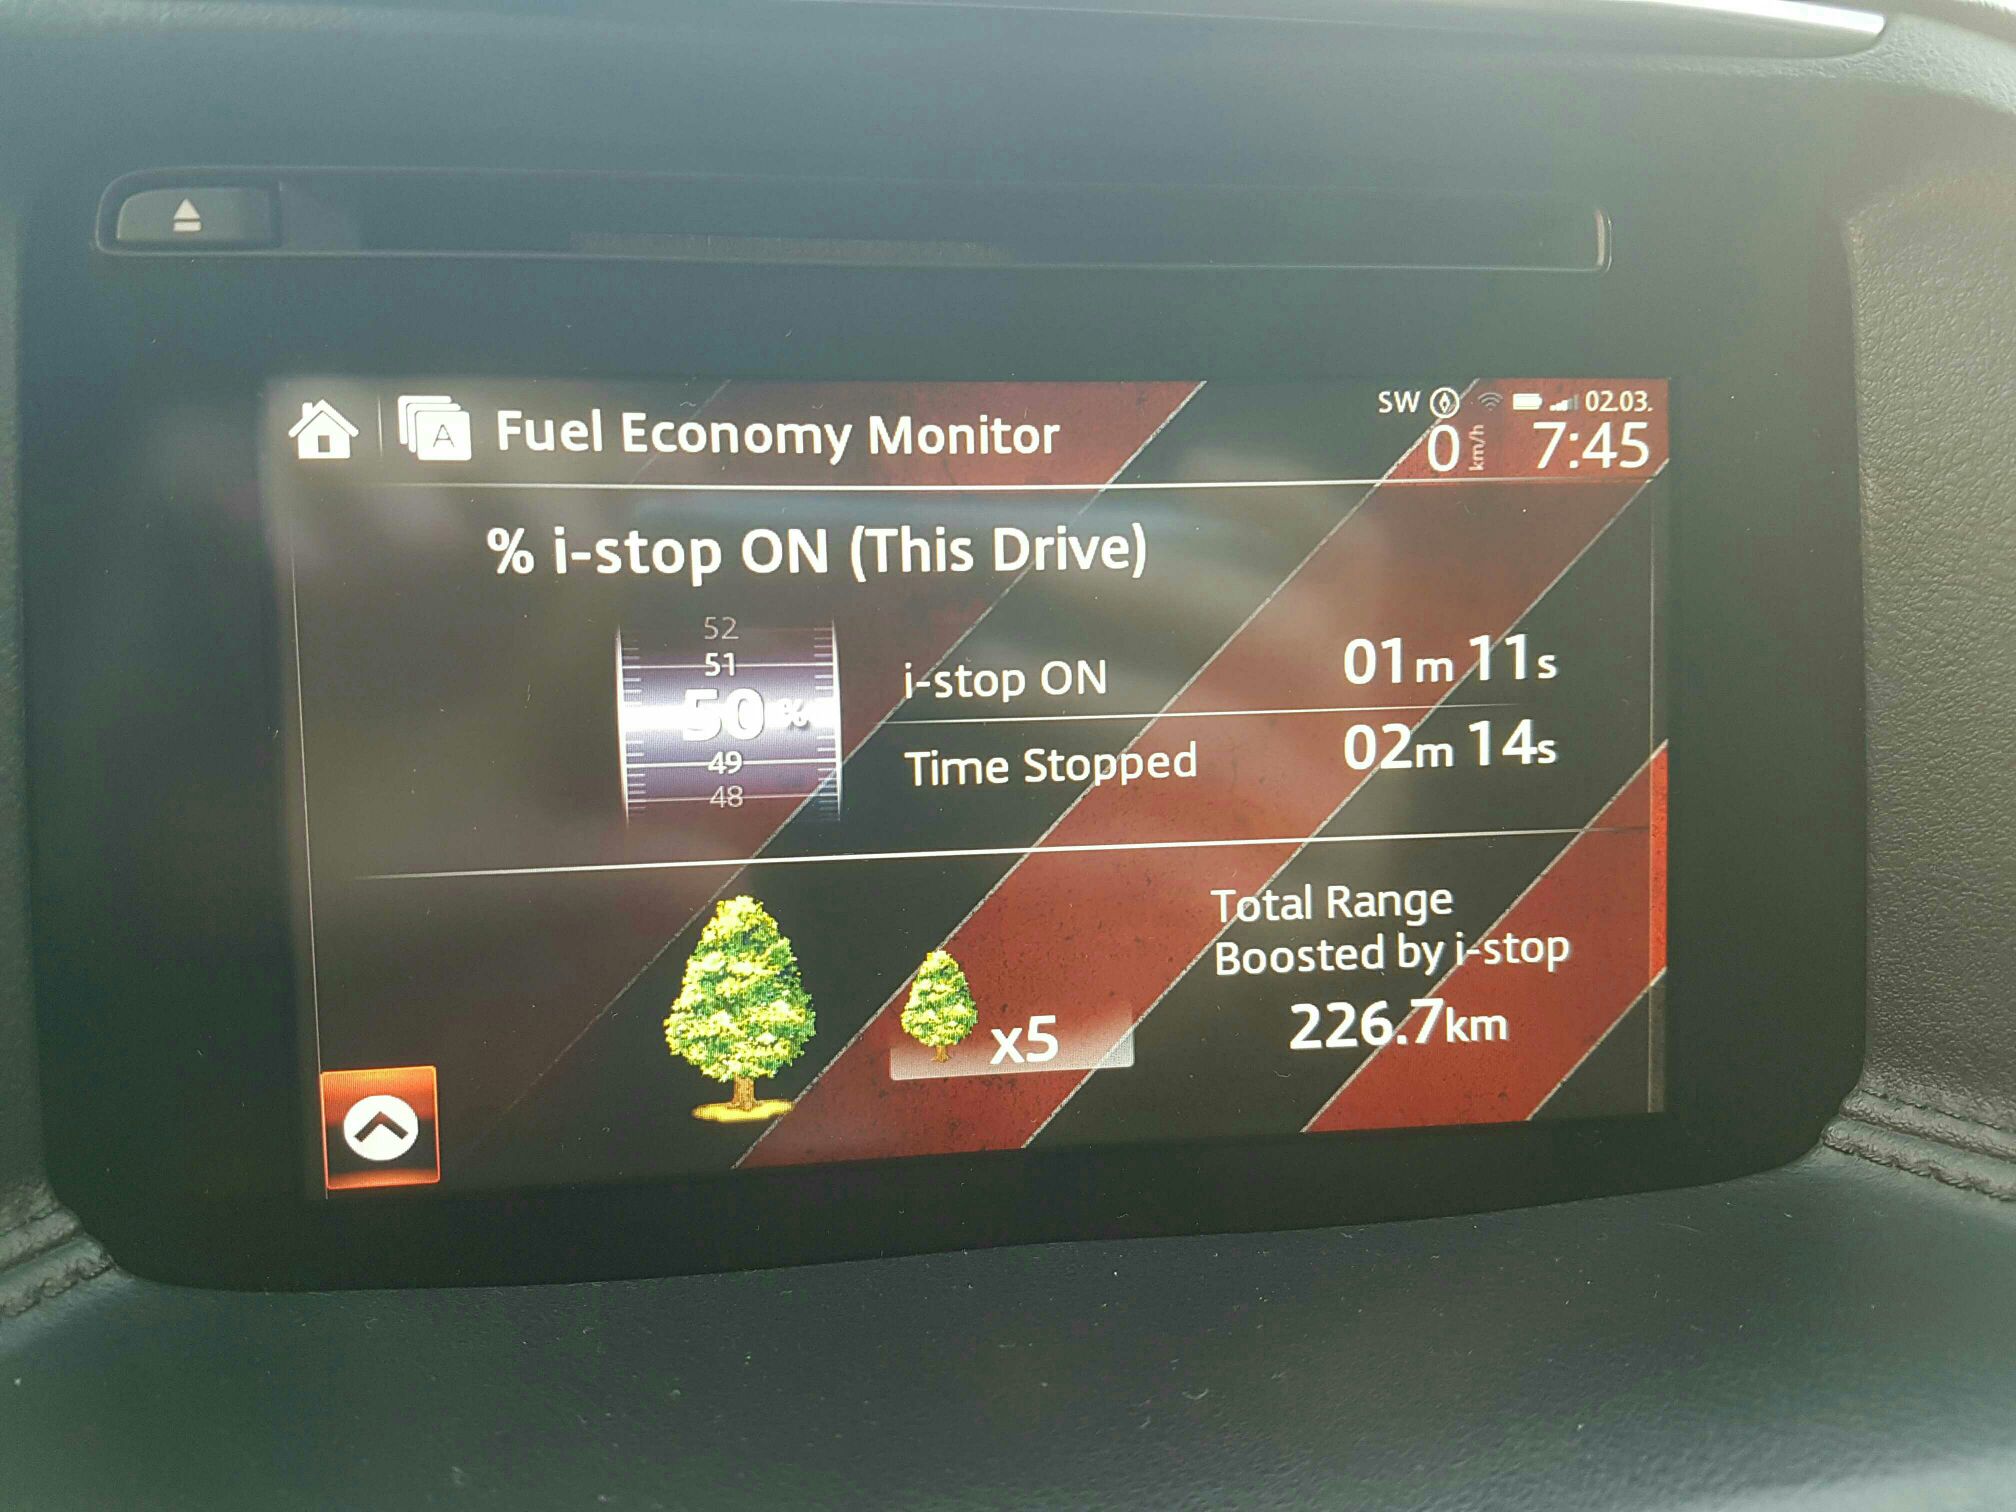 SW 02.03.
A Fuel Economy Monitor 0 km/h 7:45
% i-stop ON (This Drive)
52
51
50 %
49
48
i-stop ON 01m 11s
Time Stopped 02m 14s
x5
Total Range
Boosted by i-stop
226.7km